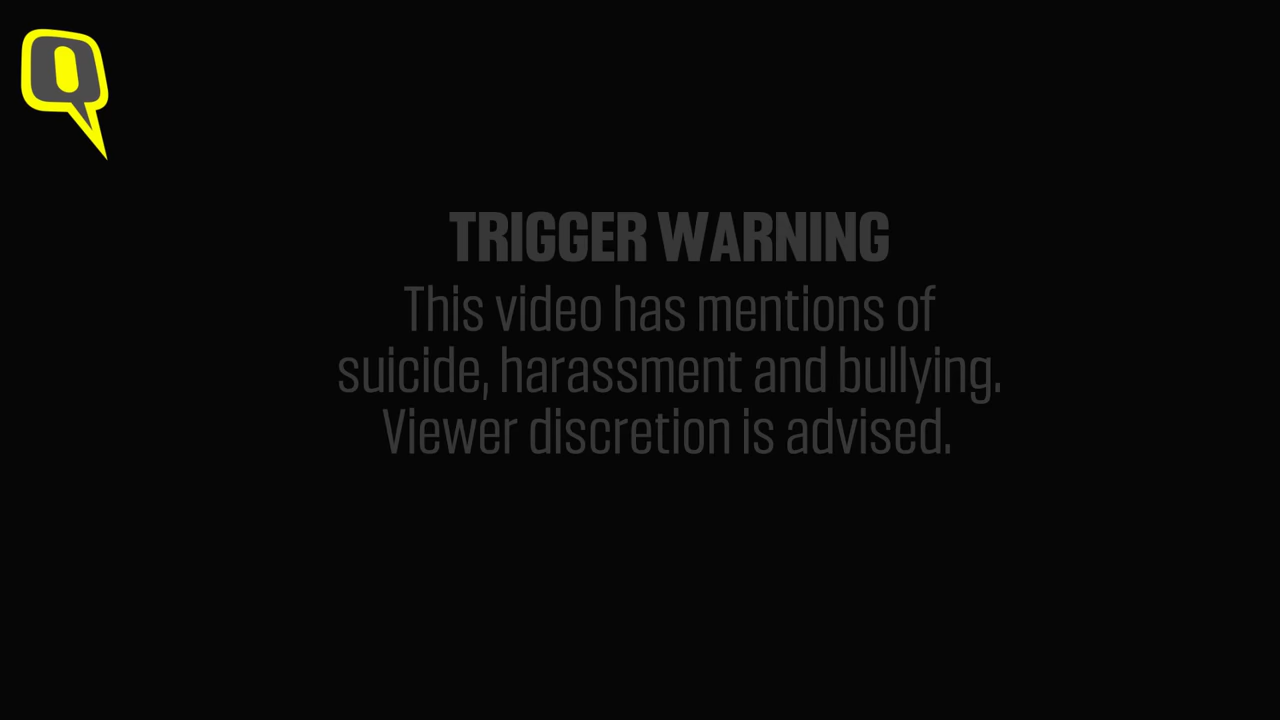 Q
TRIGGER WARNING
This video has mentions of
suicide, harassment and bullying.
Viewer discretion is advised.